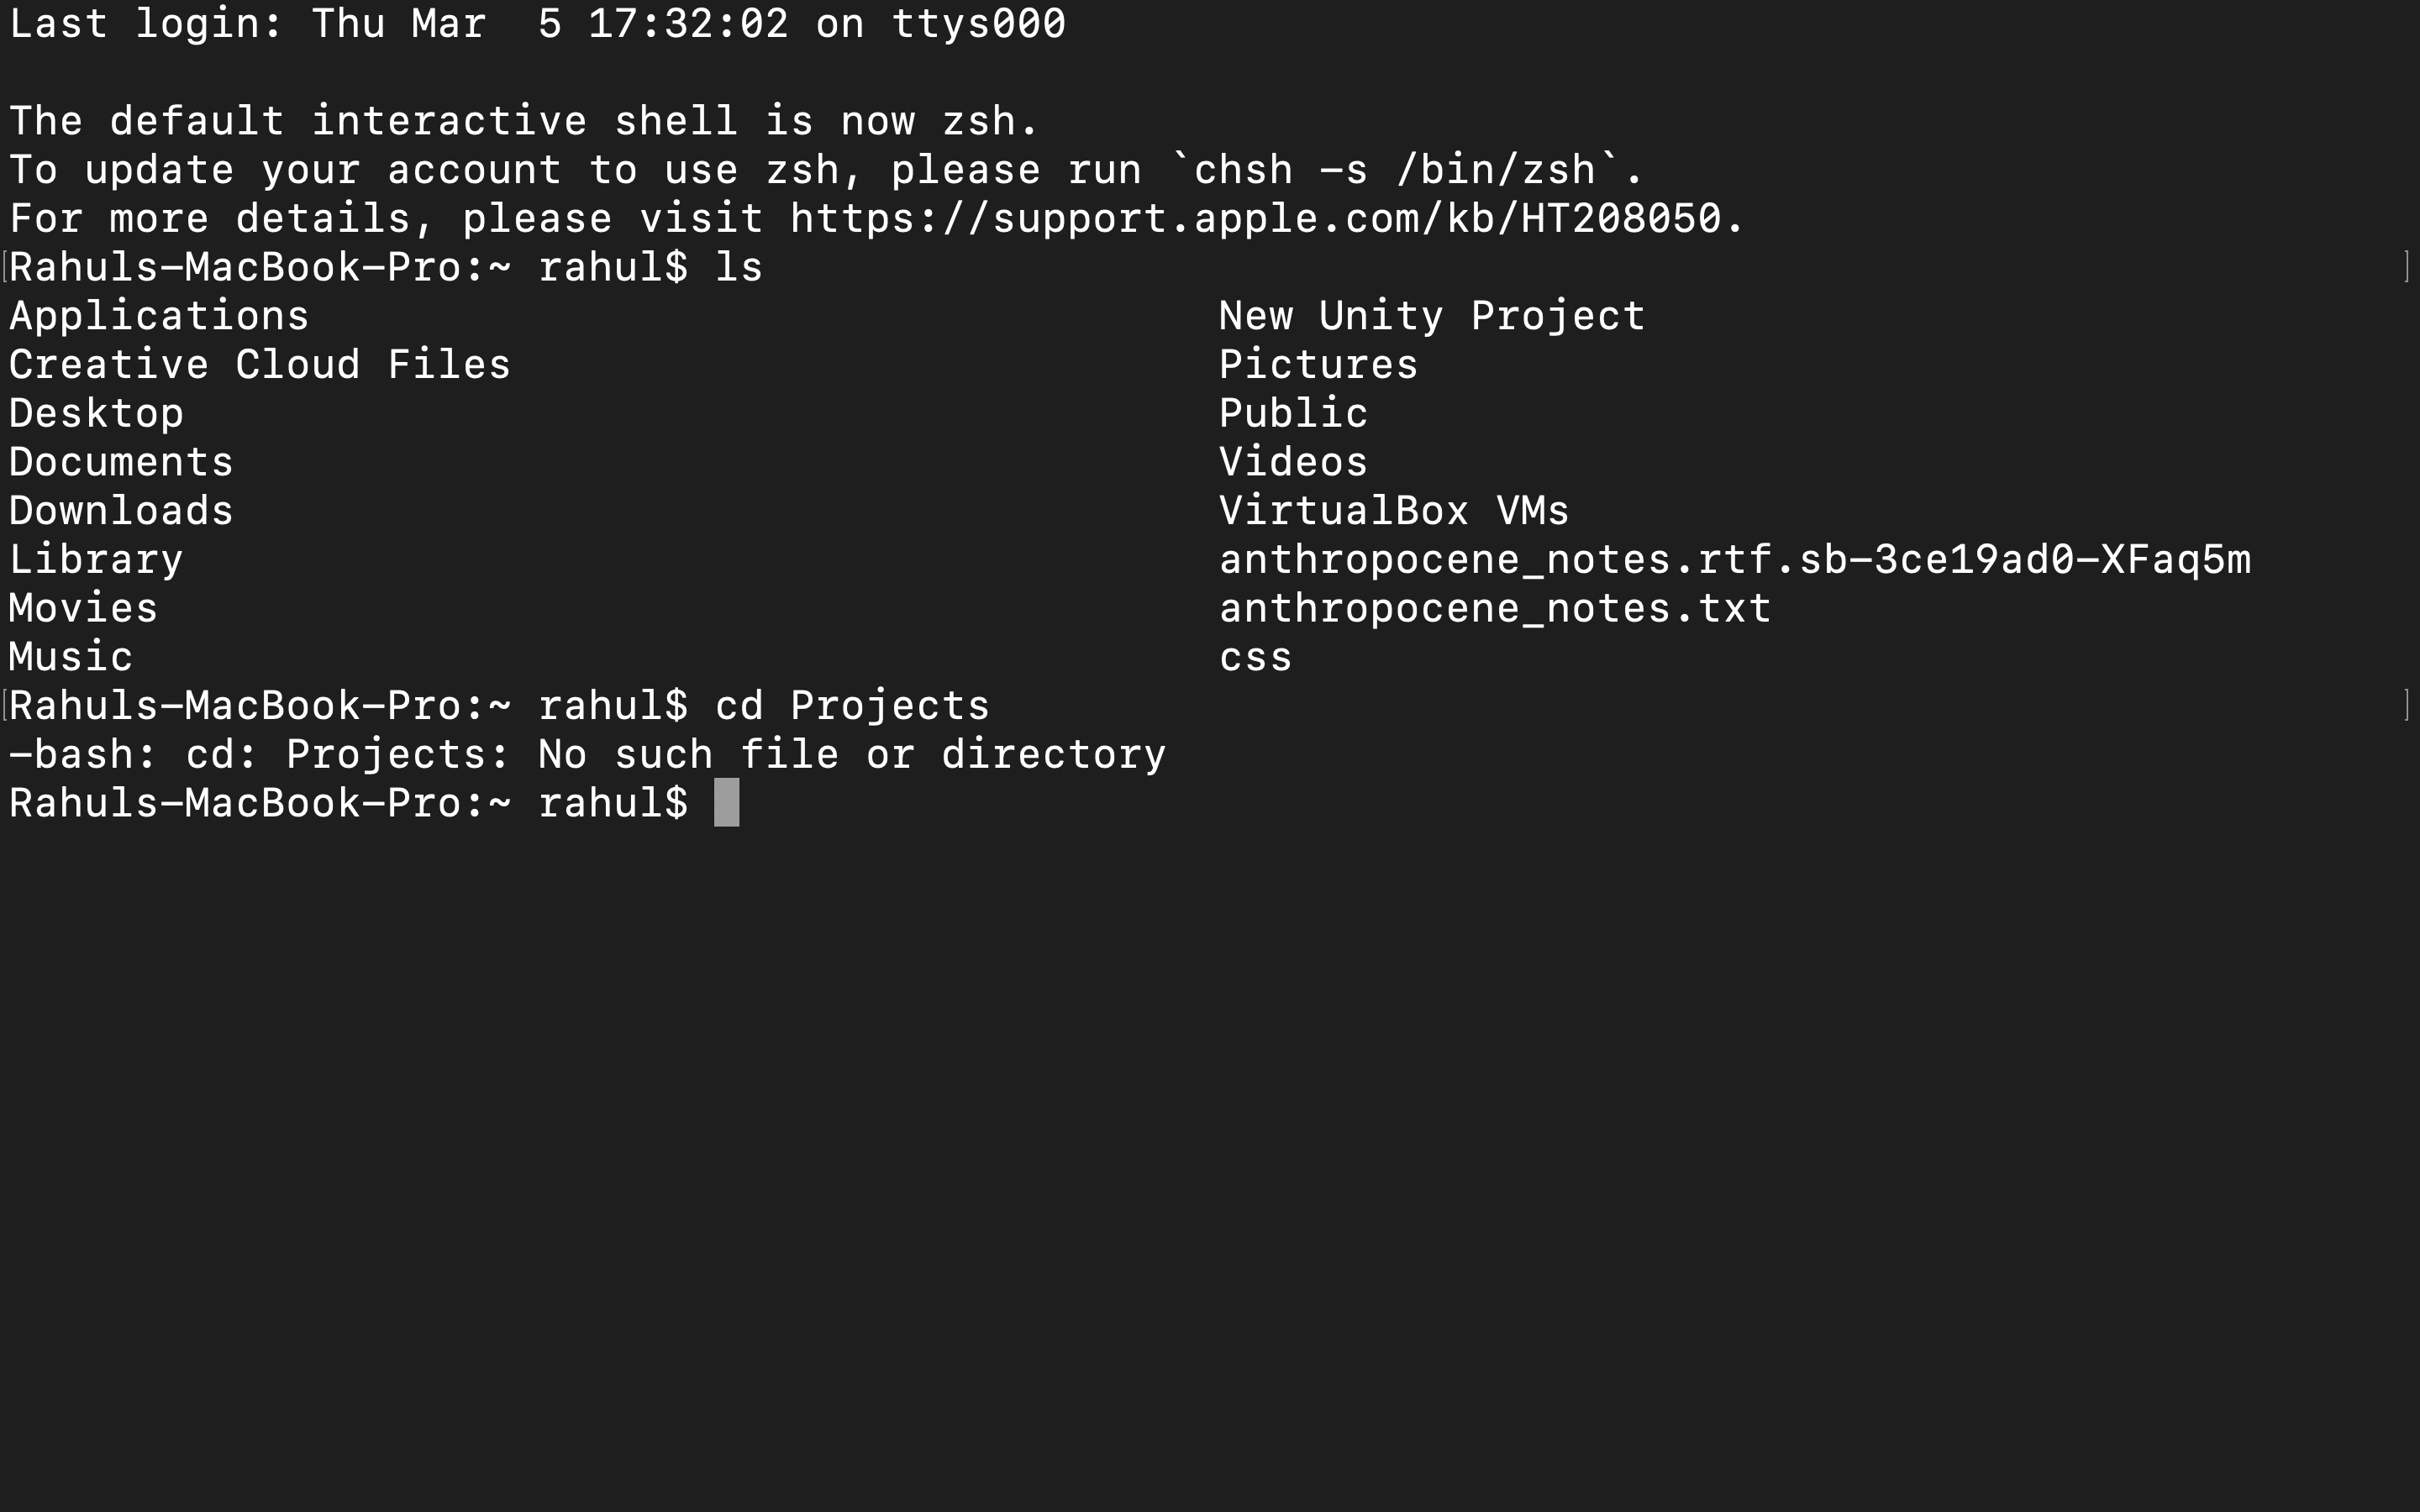 Last login: Thu Mar  5 17:32:02 on ttys000

The default interactive shell is now zsh.
To update your account to use zsh, please run `chsh -s /bin/zsh`.
For more details, please visit https://support.apple.com/kb/HT208050.
[Rahuls-MacBook-Pro:~ rahul$ ls ]
Applications New Unity Project
Creative Cloud Files Pictures
Desktop Public
Documents Videos
Downloads VirtualBox VMs
Library anthropocene_notes.rtf.sb-3ce19ad0-XFaq5m
Movies anthropocene_notes.txt
Music css
[Rahuls-MacBook-Pro:~ rahul$ cd Projects ]
-bash: cd: Projects: No such file or directory
Rahuls-MacBook-Pro:~ rahul$